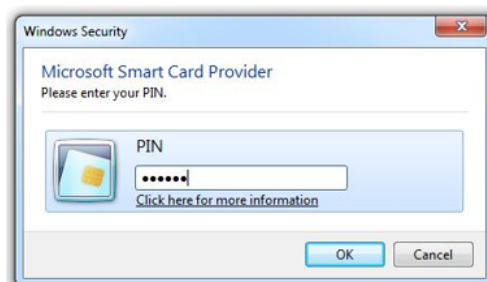 Windows Security
Microsoft Smart Card Provider
Please enter your PIN.
PIN
••••••
Click here for more information
OK
Cancel